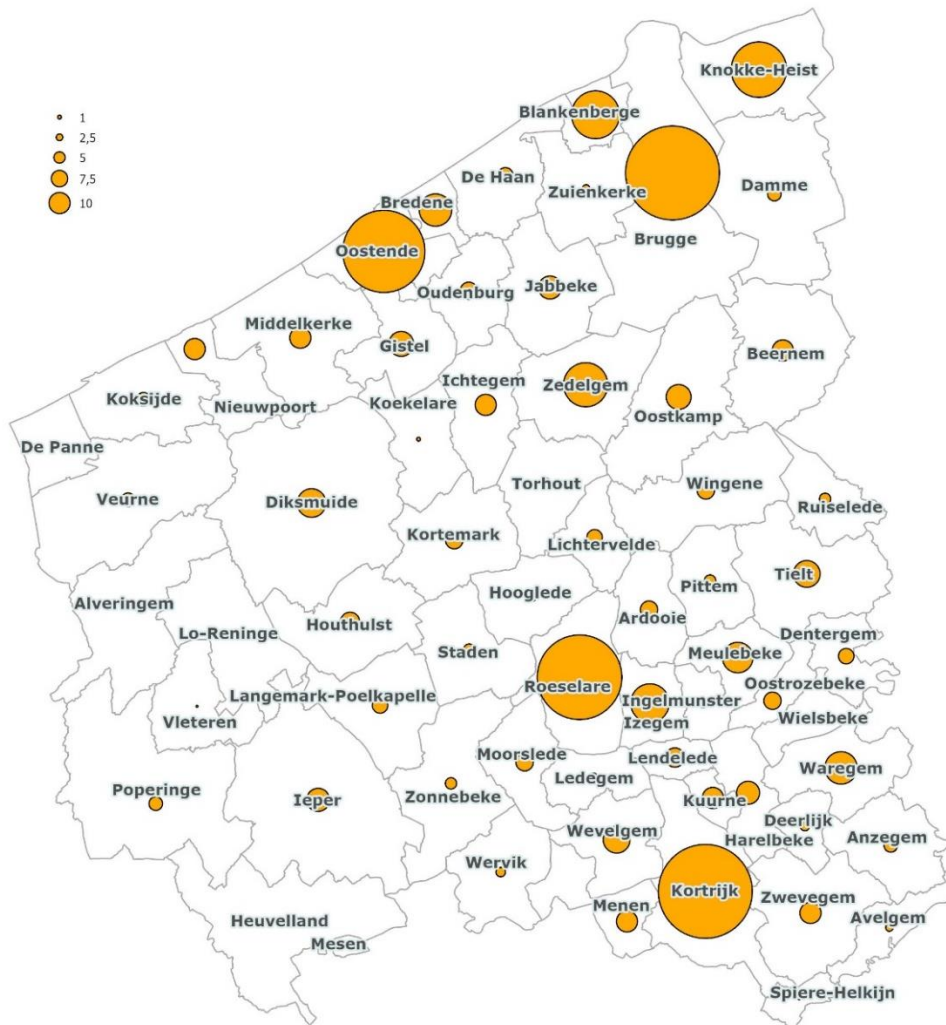 Knokke-Heist
Blankenberge
1
2,5
5
7,5
10
De Haan
Zuienkerke
Damme
Bredene
Brugge
Oostende
Oudenburg
Jabbeke
Middelkerke
Gistel
Beernem
Ichtegem
Zedelgem
Koksijde
Nieuwpoort
Koekelare
Oostkamp
De Panne
Torhout
Wingene
Veurne
Diksmuide
Ruiselede
Kortemark
Lichtervelde
Tielt
Pittem
Hooglede
Alveringem
Ardooie
Houthulst
Lo-Reninge
Dentergem
Staden
Meulebeke
Roeselare
Oostrozebeke
Langemark-Poelkapelle
Ingelmunster
Vleteren
Izegem
Wielsbeke
Moorslede
Lendelede
Waregem
Ledegem
Poperinge
Ieper
Zonnebeke
Kuurne
Deerlijk
Wevelgem
Harelbeke
Anzegem
Wervik
Kortrijk
Zwevegem
Menen
Avelgem
Heuvelland
Mesen
Spiere-Helkijn